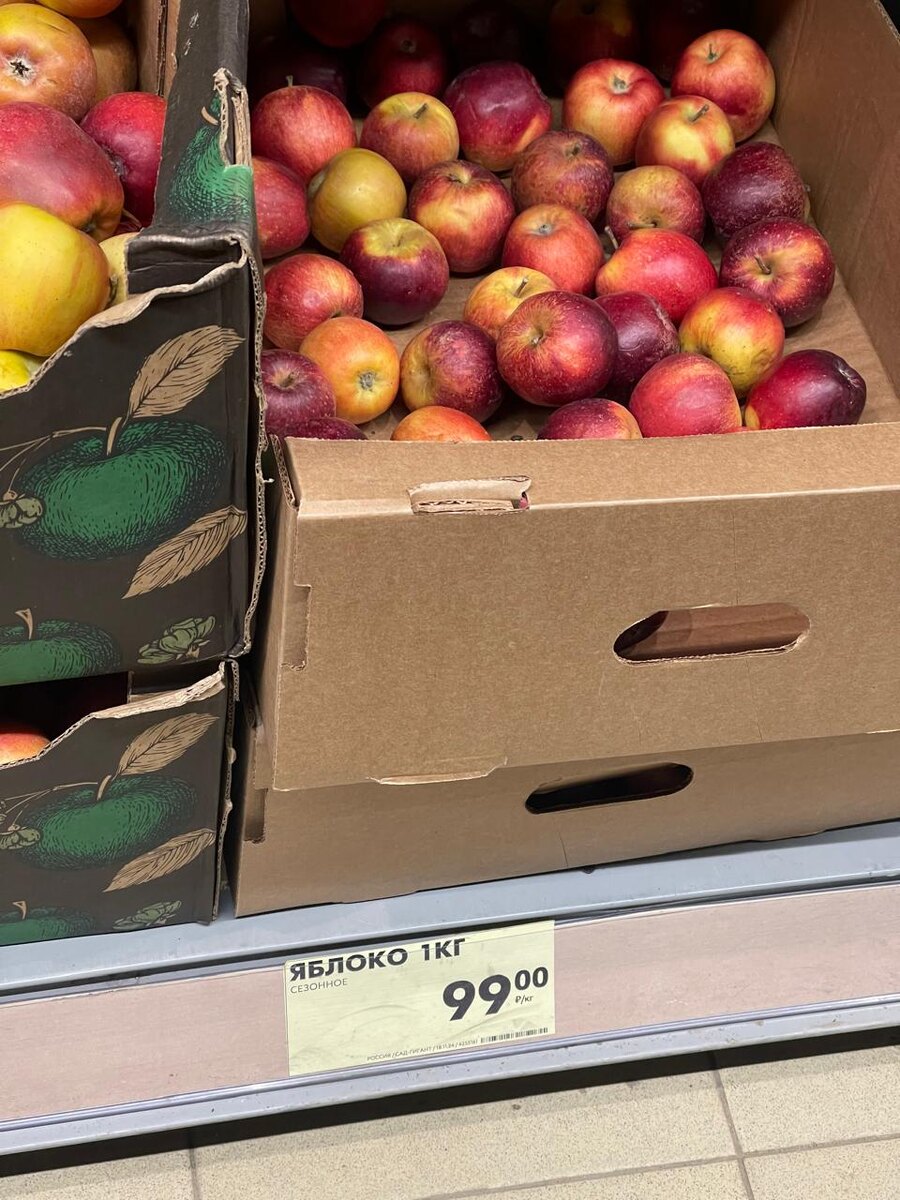 ЯБЛОКО 1КГ
СЕЗОННОЕ
99 00
₽/кг
РОССИЯ / САД-ГИГАНТ /